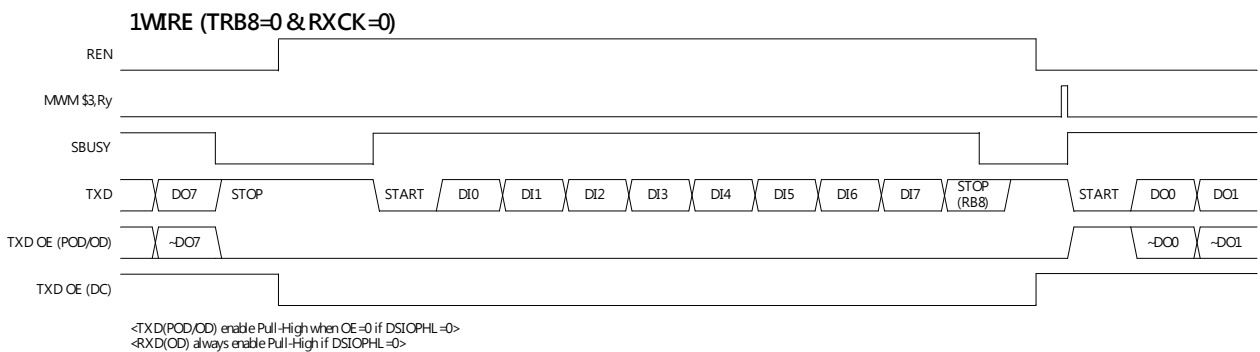 1WIRE (TRB8=0 & RXCK=0)
REN
MWM $3,Ry
SBUSY
TXD DO7 STOP START DI0 DI1 DI2 DI3 DI4 DI5 DI6 DI7 STOP (RB8) START DO0 DO1
TXD OE (POD/OD) ~DO7 ~DO0 ~DO1
TXD OE (DC)
<TXD(POD/OD) enable Pull-High when OE=0 if DSIOPHL=0>
<RXD(OD) always enable Pull-High if DSIOPHL=0>